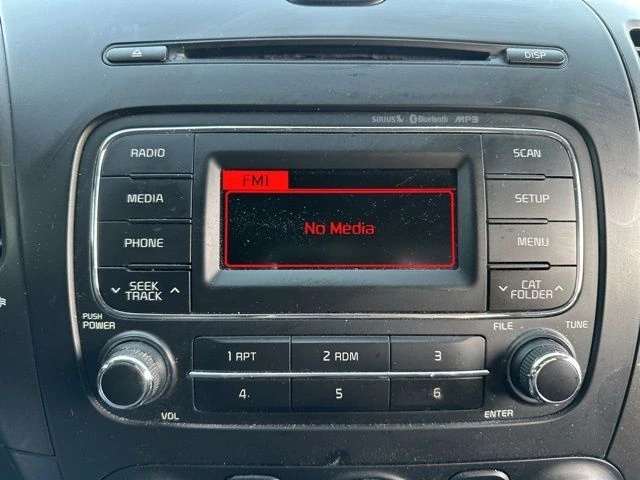 DISP
SIRIUS Bluetooth MP3
RADIO
SCAN
FM1
MEDIA
SETUP
No Media
PHONE
MENU
SEEK
TRACK
CAT
FOLDER
PUSH
POWER
FILE
TUNE
1 RPT
2 RDM
3
4
5
6
VOL
ENTER